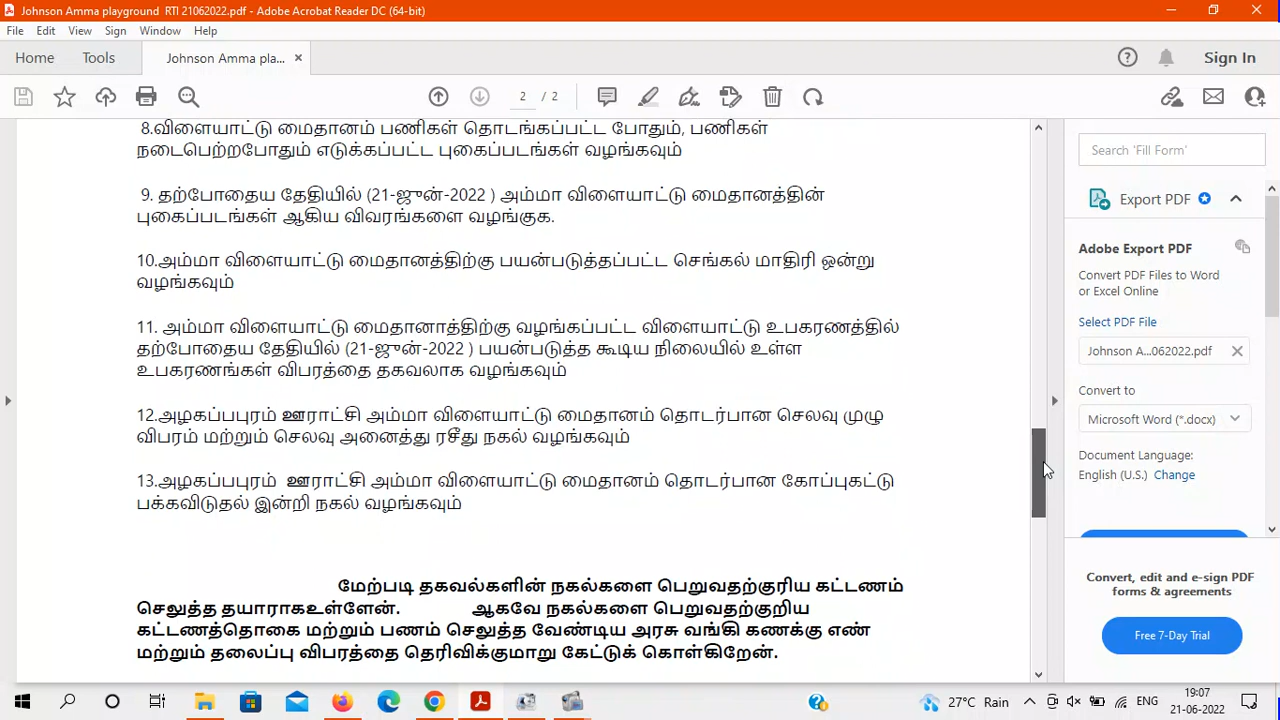 Johnson Amma playground  RTI 21062022.pdf - Adobe Acrobat Reader DC (64-bit)
File Edit View Sign Window Help
Home Tools Johnson Amma pla... × Sign In
2 / 2
8.விளையாட்டு மைதானம் பணிகள் தொடங்கப்பட்ட போதும், பணிகள்
நடைபெற்றபோதும் எடுக்கப்பட்ட புகைப்படங்கள் வழங்கவும்
9. தற்போதைய தேதியில் (21-ஜுன்-2022 ) அம்மா விளையாட்டு மைதானத்தின்
புகைப்படங்கள் ஆகிய விவரங்களை வழங்குக.
10.அம்மா விளையாட்டு மைதானத்திற்கு பயன்படுத்தப்பட்ட செங்கல் மாதிரி ஒன்று
வழங்கவும்
11. அம்மா விளையாட்டு மைதானாத்திற்கு வழங்கப்பட்ட விளையாட்டு உபகரணத்தில்
தற்போதைய தேதியில் (21-ஜுன்-2022 ) பயன்படுத்த கூடிய நிலையில் உள்ள
உபகரணங்கள் விபரத்தை தகவலாக வழங்கவும்
12.அழகப்பபுரம் ஊராட்சி அம்மா விளையாட்டு மைதானம் தொடர்பான செலவு முழு
விபரம் மற்றும் செலவு அனைத்து ரசீது நகல் வழங்கவும்
13.அழகப்பபுரம்  ஊராட்சி அம்மா விளையாட்டு மைதானம் தொடர்பான கோப்புகட்டு
பக்கவிடுதல் இன்றி நகல் வழங்கவும்
மேற்படி தகவல்களின் நகல்களை பெறுவதற்குரிய கட்டணம்
செலுத்த தயாராகஉள்ளேன். ஆகவே நகல்களை பெறுவதற்குறிய
கட்டணத்தொகை மற்றும் பணம் செலுத்த வேண்டிய அரசு வங்கி கணக்கு எண்
மற்றும் தலைப்பு விபரத்தை தெரிவிக்குமாறு கேட்டுக் கொள்கிறேன்.
Search 'Fill Form'
Export PDF
Adobe Export PDF
Convert PDF Files to Word
or Excel Online
Select PDF File
Johnson A...062022.pdf
Convert to
Microsoft Word (*.docx)
Document Language:
English (U.S.) Change
Convert, edit and e-sign PDF
forms & agreements
Free 7-Day Trial
27°C Rain ENG 19:07
21-06-2022